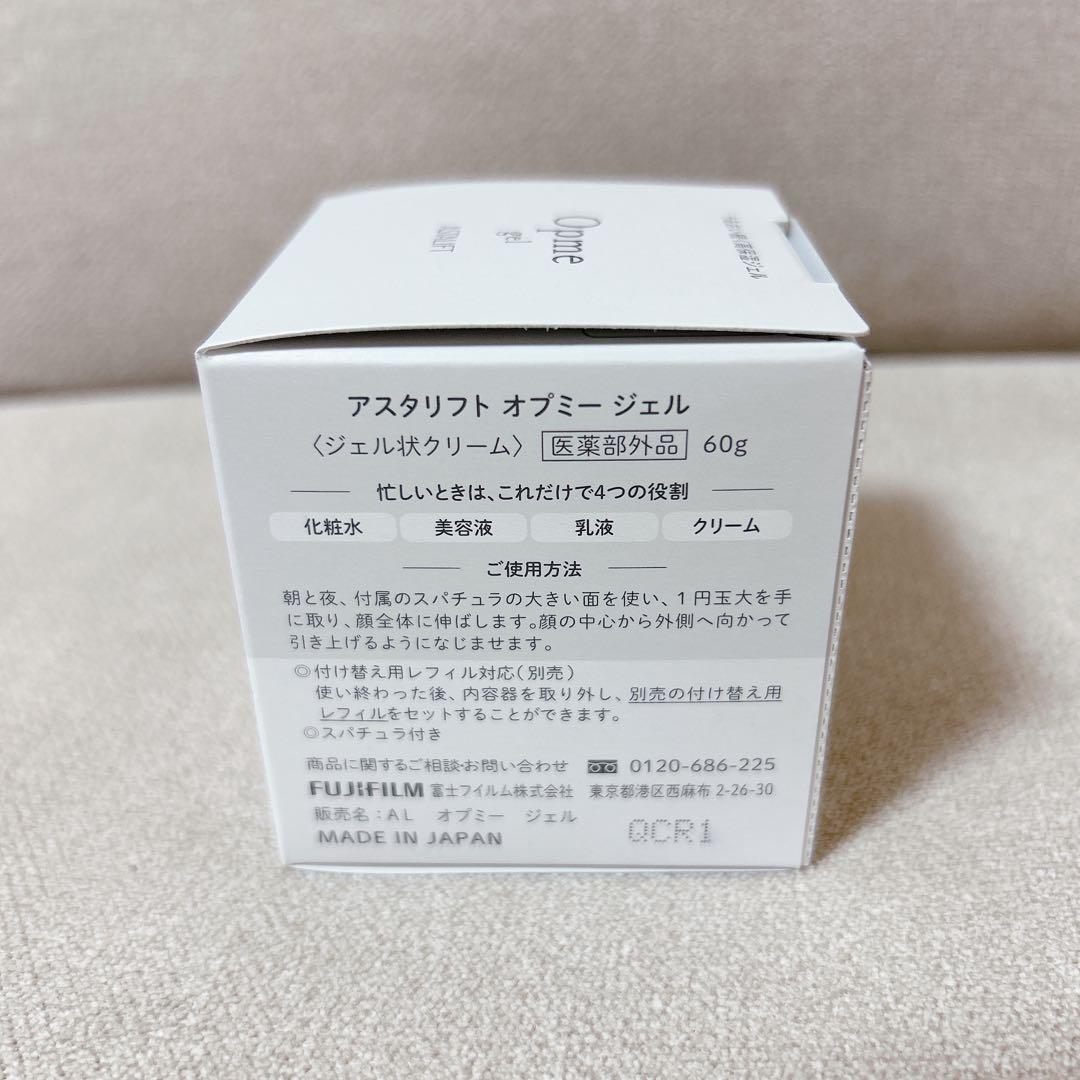 Opme
gel
ASTALIFT
アスタリフト オプミー ジェル
〈ジェル状クリーム〉 医薬部外品 60g
忙しいときは、これだけで4つの役割
化粧水 美容液 乳液 クリーム
ご使用方法
朝と夜、付属のスパチュラの大きい面を使い、1円玉大を手
に取り、顔全体に伸ばします。顔の中心から外側へ向かって
引き上げるようになじませます。
◎付け替え用レフィル対応(別売)
使い終わった後、内容器を取り外し、別売の付け替え用
レフィルをセットすることができます。
◎スパチュラ付き
商品に関するご相談・お問い合わせ 0120-686-225
FUJIFILM 富士フイルム株式会社 東京都港区西麻布 2-26-30
販売名:AL オプミー ジェル
MADE IN JAPAN QCR1